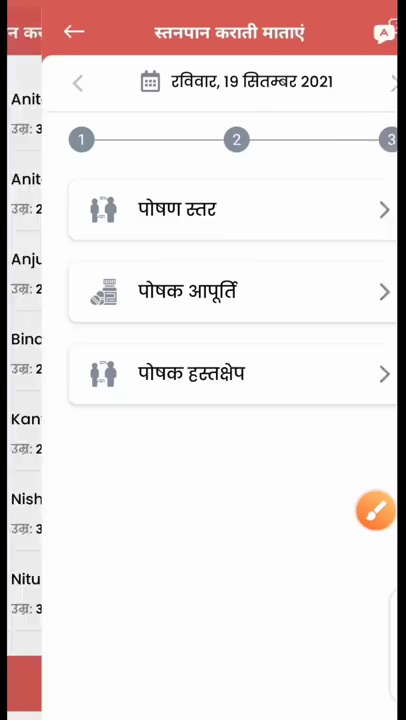 स्तनपान कराती माताएं
A
रविवार, 19 सितम्बर 2021
1 2 3
पोषण स्तर
पोषक आपूर्ति
पोषक हस्तक्षेप
Anit
उम्र: 3
Anit
उम्र: 2
Anju
उम्र: 2
Bind
उम्र: 2
Kan
उम्र: 2
Nish
उम्र: 3
Nitu
उम्र: 3